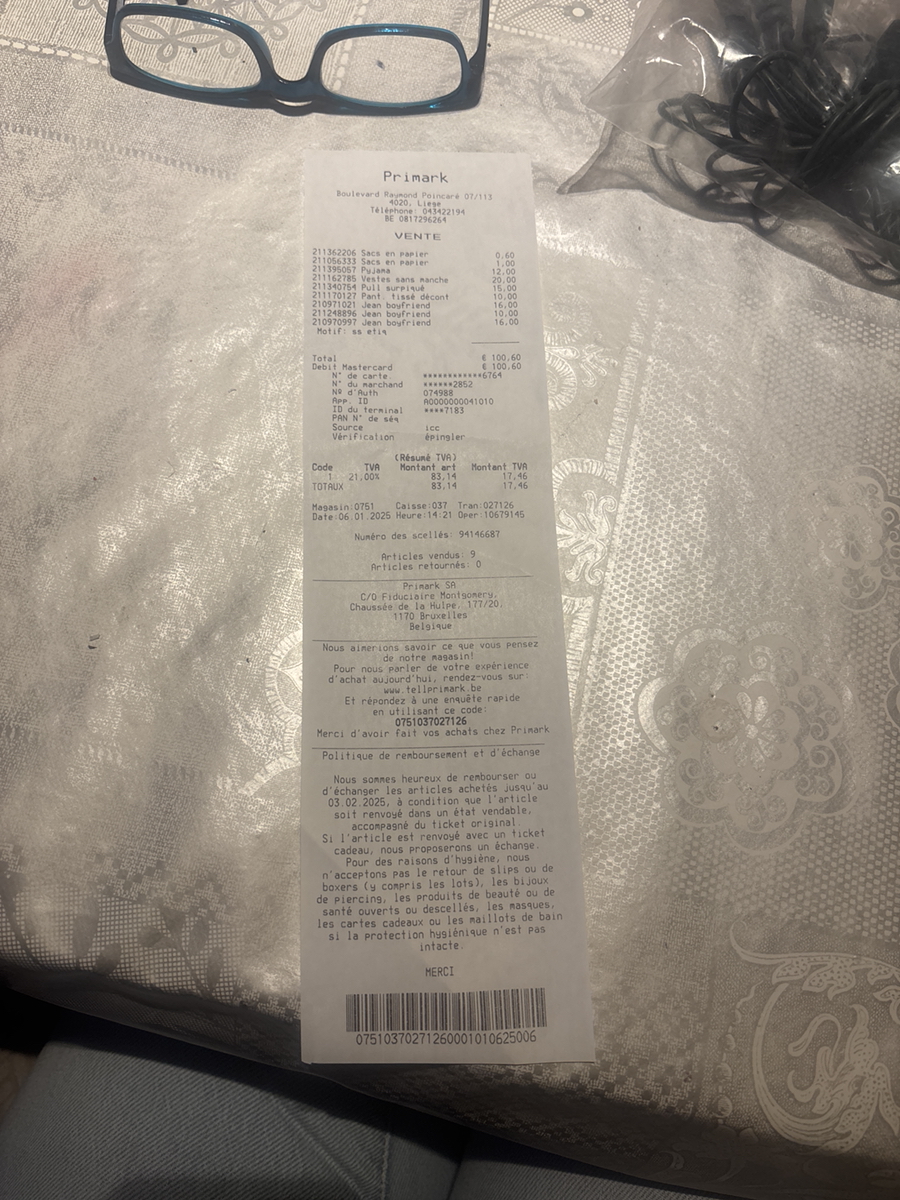 Primark
Boulevard Raymond Poincaré 07/113
4020, Liege
Téléphone: 043422194
BE 0817296264
VENTE
211362206 Sacs en papier 0,60
211056333 Sacs en papier 1,00
211395057 Pyjama 12,00
211162785 Vestes sans manche 20,00
211340754 Pull surpiqué 15,00
211170127 Pant. tissé décont 10,00
210971021 Jean boyfriend 16,00
211248896 Jean boyfriend 10,00
210970997 Jean boyfriend 16,00
Motif: ss etiq
Total € 100,60
Debit Mastercard € 100,60
N° de carte. ************6764
N° du marchand ******2852
Nº d'Auth 074988
App. ID A0000000041010
ID du terminal ****7183
PAN N° de séq
Source icc
Vérification épingler
(Résumé TVA)
Code TVA Montant art Montant TVA
1 21,00% 83,14 17,46
TOTAUX 83,14 17,46
Magasin:0751 Caisse:037 Tran:027126
Date:06.01.2025 Heure:14:21 Oper:10679145
Numéro des scellés: 94146687
Articles vendus: 9
Articles retournés: 0
Primark SA
C/O Fiduciaire Montgomery,
Chaussée de la Hulpe, 177/20,
1170 Bruxelles
Belgique
Nous aimerions savoir ce que vous pensez
de notre magasin!
Pour nous parler de votre expérience
d'achat aujourd'hui, rendez-vous sur:
www.tellprimark.be
Et répondez à une enquête rapide
en utilisant ce code:
0751037027126
Merci d'avoir fait vos achats chez Primark
Politique de remboursement et d'échange
Nous sommes heureux de rembourser ou
d'échanger les articles achetés jusqu'au
03.02.2025, à condition que l'article
soit renvoyé dans un état vendable,
accompagné du ticket original.
Si l'article est renvoyé avec un ticket
cadeau, nous proposerons un échange.
Pour des raisons d'hygiène, nous
n'acceptons pas le retour de slips ou de
boxers (y compris les lots), les bijoux
de piercing, les produits de beauté ou de
santé ouverts ou descellés, les masques,
les cartes cadeaux ou les maillots de bain
si la protection hygiénique n'est pas
intacte.
MERCI
07510370271260001010625006